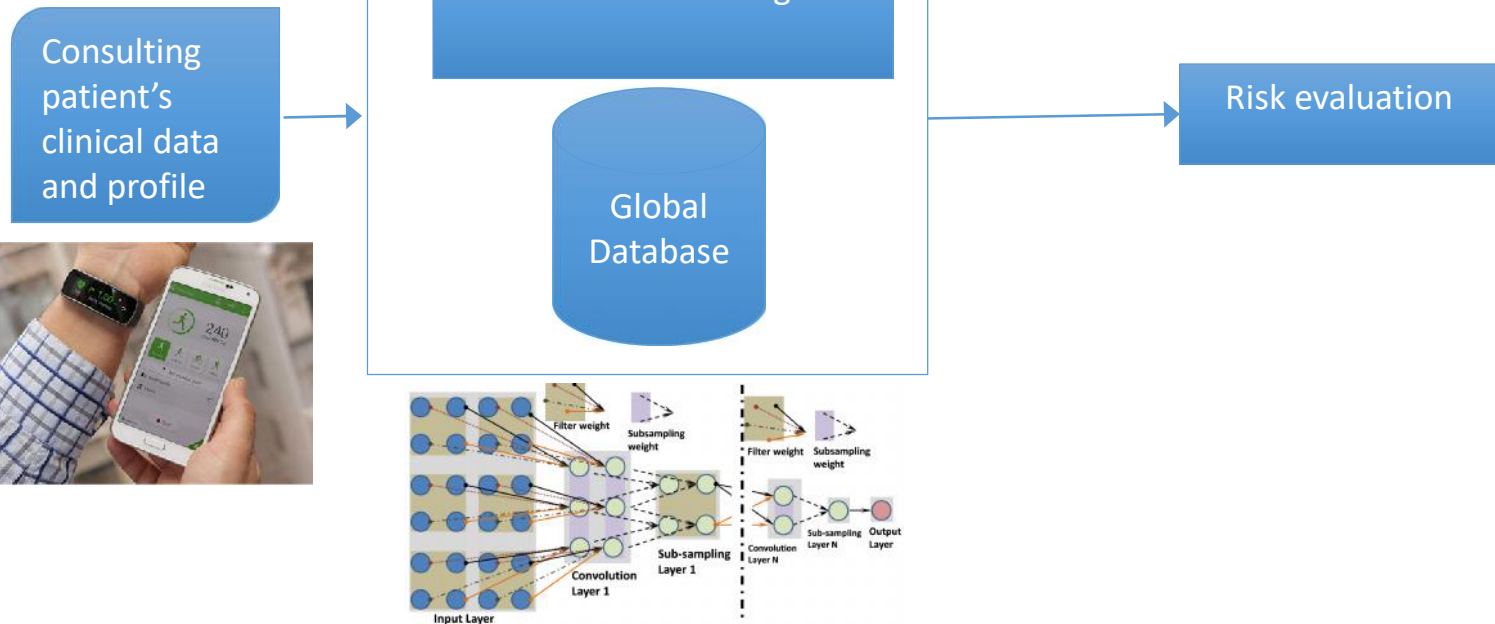 Consulting
patient's
clinical data
and profile
Risk evaluation
Global
Database
240
Filter weight
Subsampling
weight
Filter weight
Subsampling
weight
Sub-sampling
Layer 1
Convolution
Layer 1
Input Layer
Convolution
Layer N
Sub-sampling
Layer N
Output
Layer